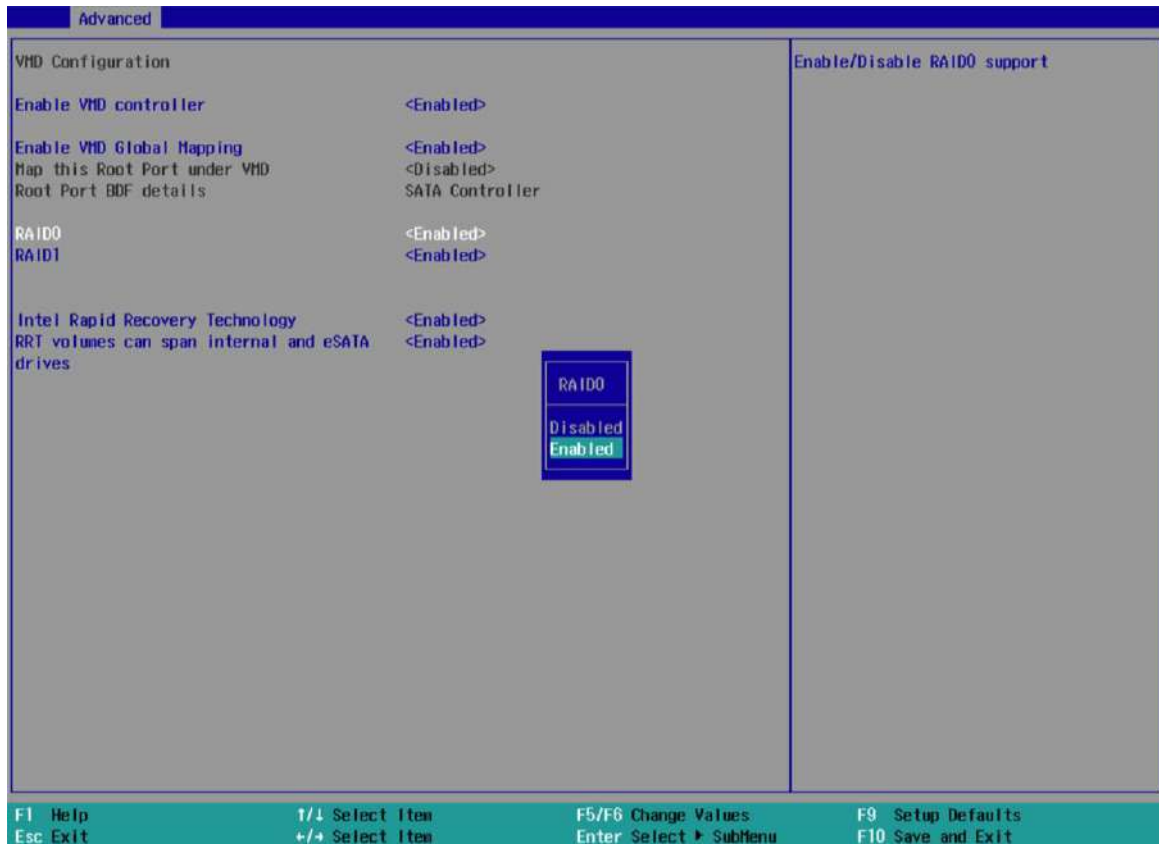 Advanced
VMD Configuration
Enable/Disable RAID0 support
Enable VMD controller <Enabled>
Enable VMD Global Mapping <Enabled>
Map this Root Port under VMD <Disabled>
Root Port BDF details SATA Controller
RAID0 <Enabled>
RAID1 <Enabled>
Intel Rapid Recovery Technology <Enabled>
RRT volumes can span internal and eSATA <Enabled>
drives
RAID0
Disabled
Enabled
F1 Help ↑/↓ Select Item F5/F6 Change Values F9 Setup Defaults
Esc Exit ←/→ Select Item Enter Select ▶ SubMenu F10 Save and Exit